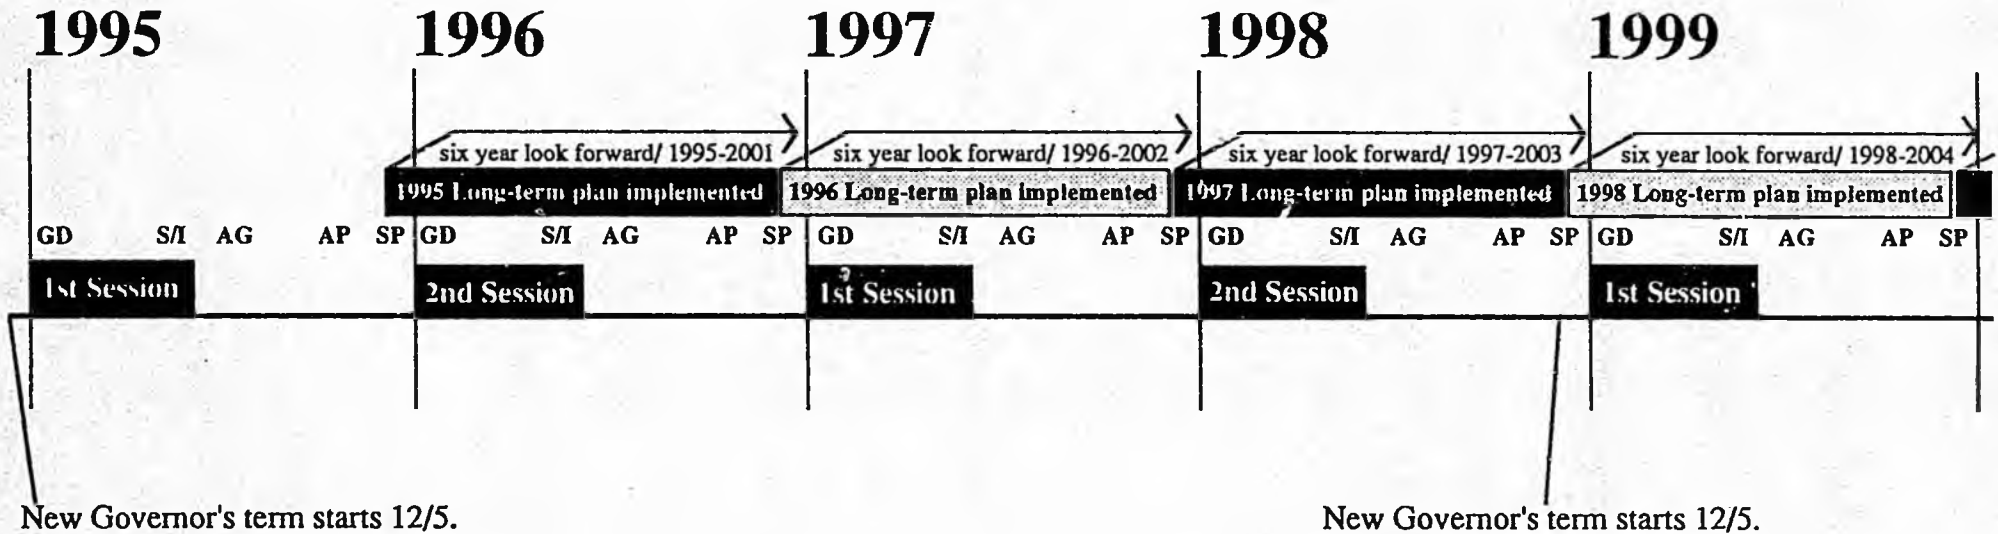 1995 1996 1997 1998 1999
six year look forward/ 1995-2001 six year look forward/ 1996-2002 six year look forward/ 1997-2003 six year look forward/ 1998-2004
1995 Long-term plan implemented 1996 Long-term plan implemented 1997 Long-term plan implemented 1998 Long-term plan implemented
GD S/I AG AP SP GD S/I AG AP SP GD S/I AG AP SP GD S/I AG AP SP GD S/I AG AP SP
1st Session 2nd Session 1st Session 2nd Session 1st Session
New Governor's term starts 12/5. New Governor's term starts 12/5.